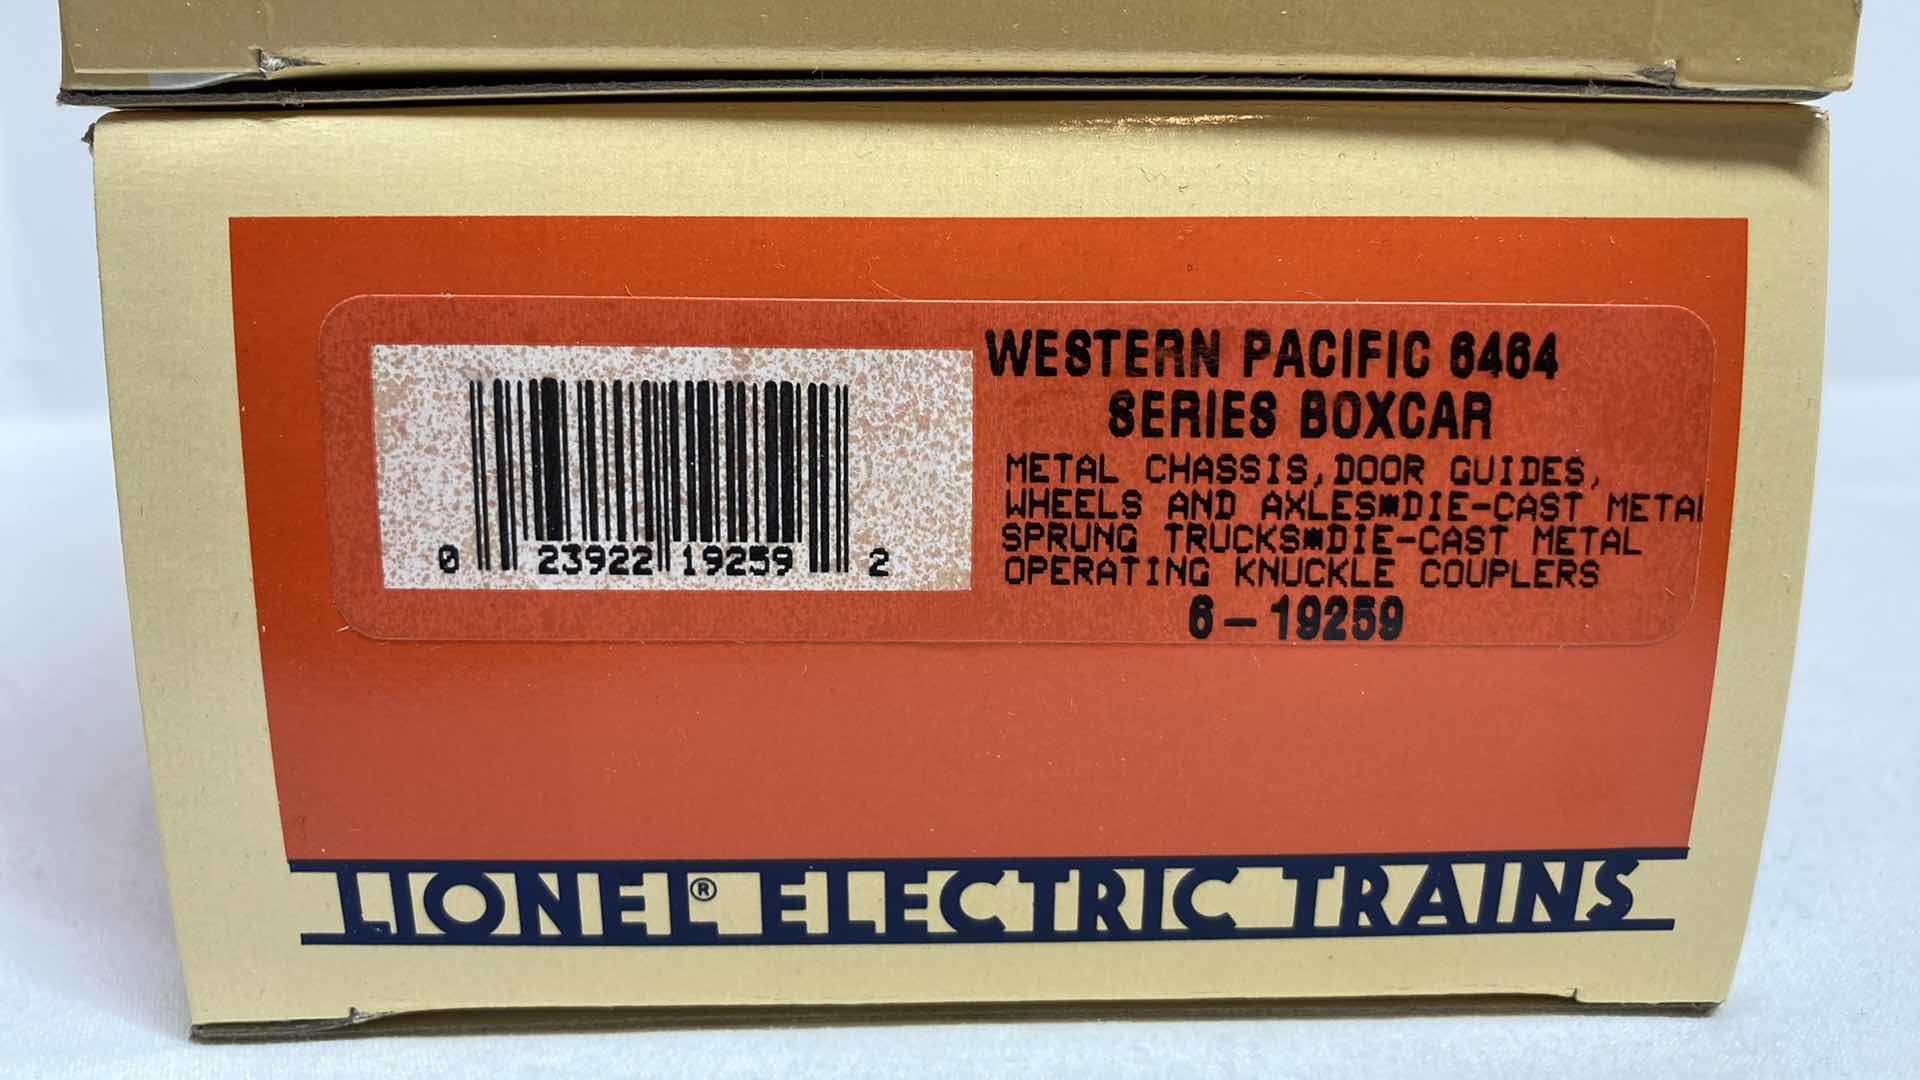 WESTERN PACIFIC 6464
SERIES BOXCAR
METAL CHASSIS, DOOR GUIDES,
WHEELS AND AXLES*DIE-CAST METAL
SPRUNG TRUCKS*DIE-CAST METAL
OPERATING KNUCKLE COUPLERS
6-19259
0 23922 19259 2
LIONEL® ELECTRIC TRAINS